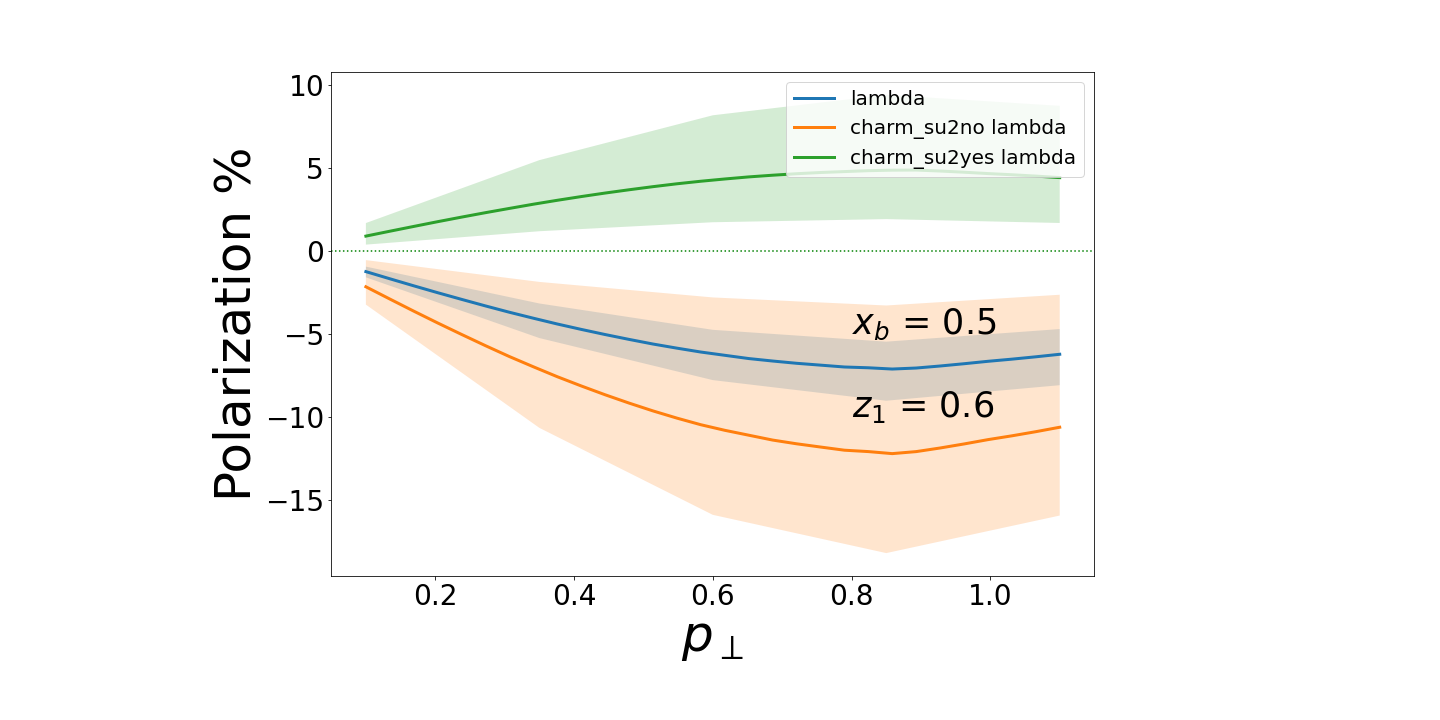 Polarization %
10
5
0
−5
−10
−15
lambda
charm_su2no lambda
charm_su2yes lambda
x_b = 0.5
z_1 = 0.6
0.2 0.4 0.6 0.8 1.0
p_⊥